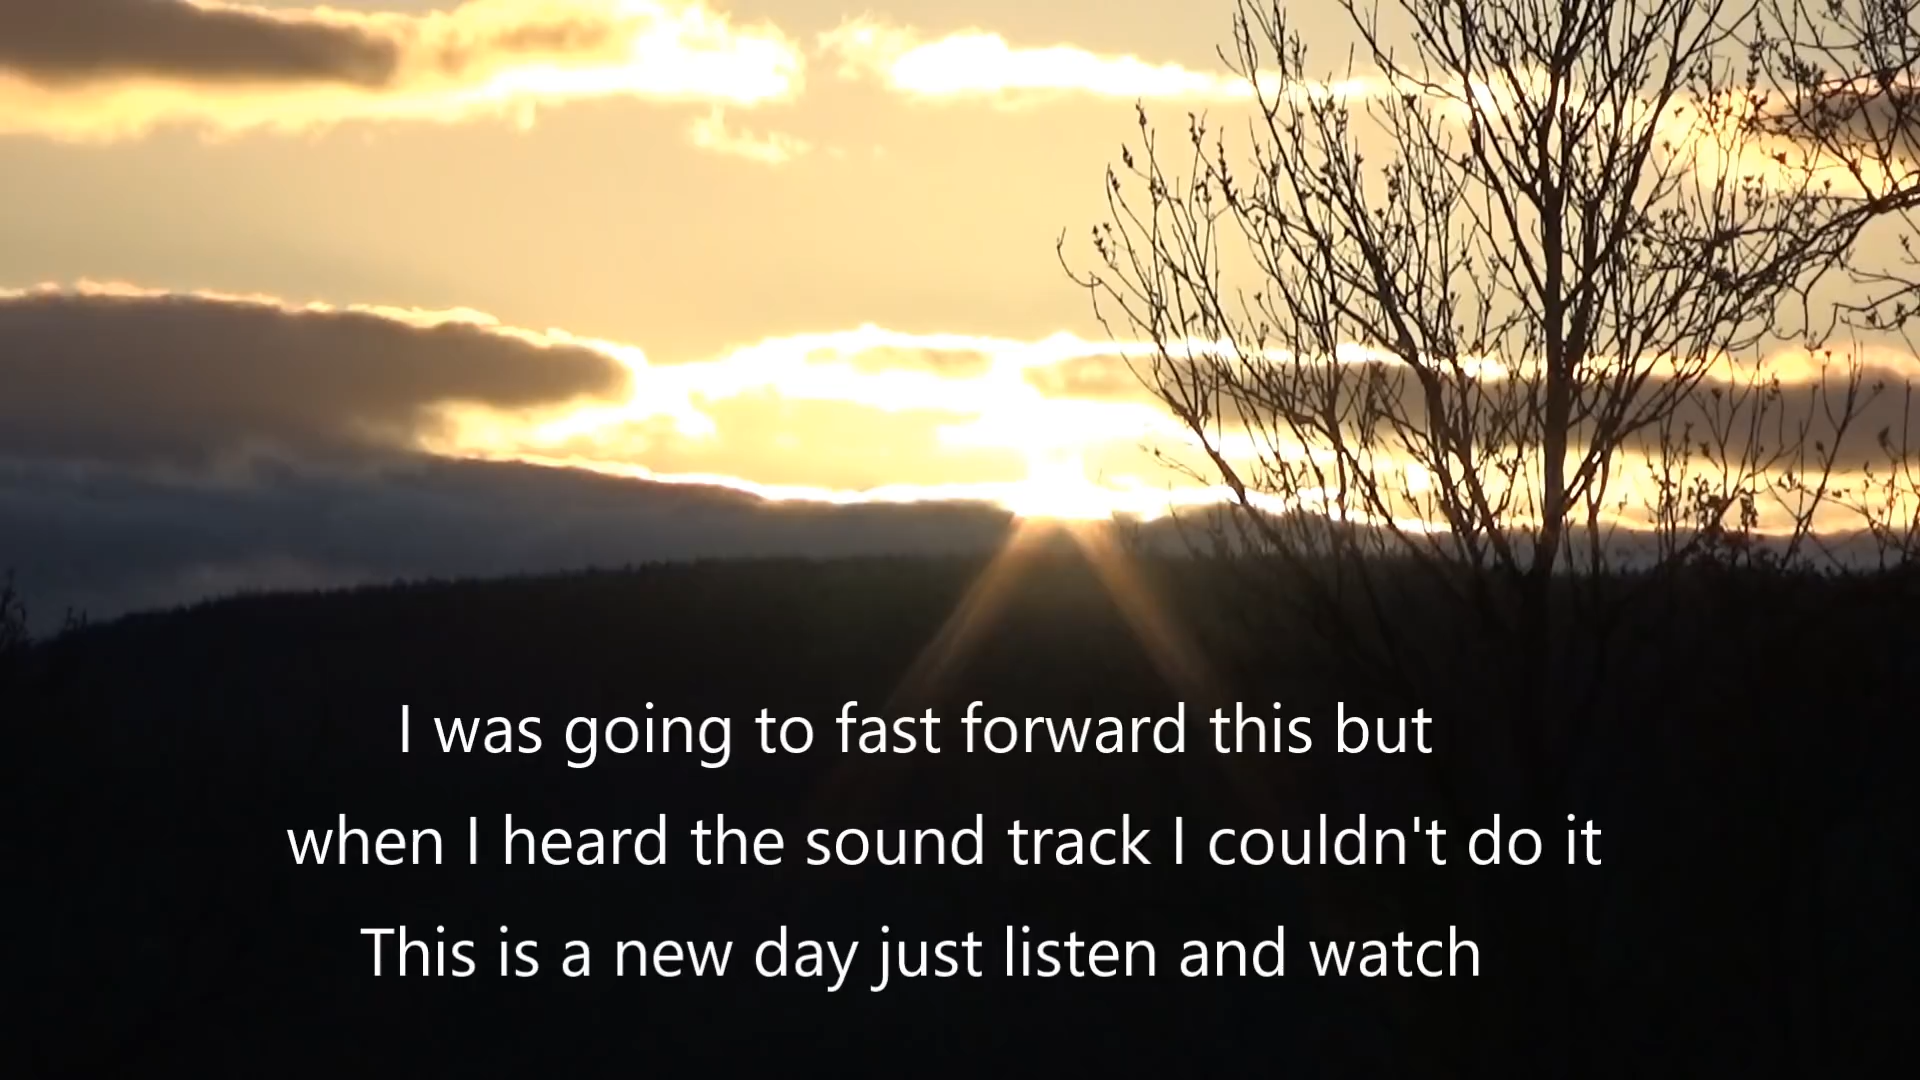 I was going to fast forward this but
when I heard the sound track I couldn't do it
This is a new day just listen and watch